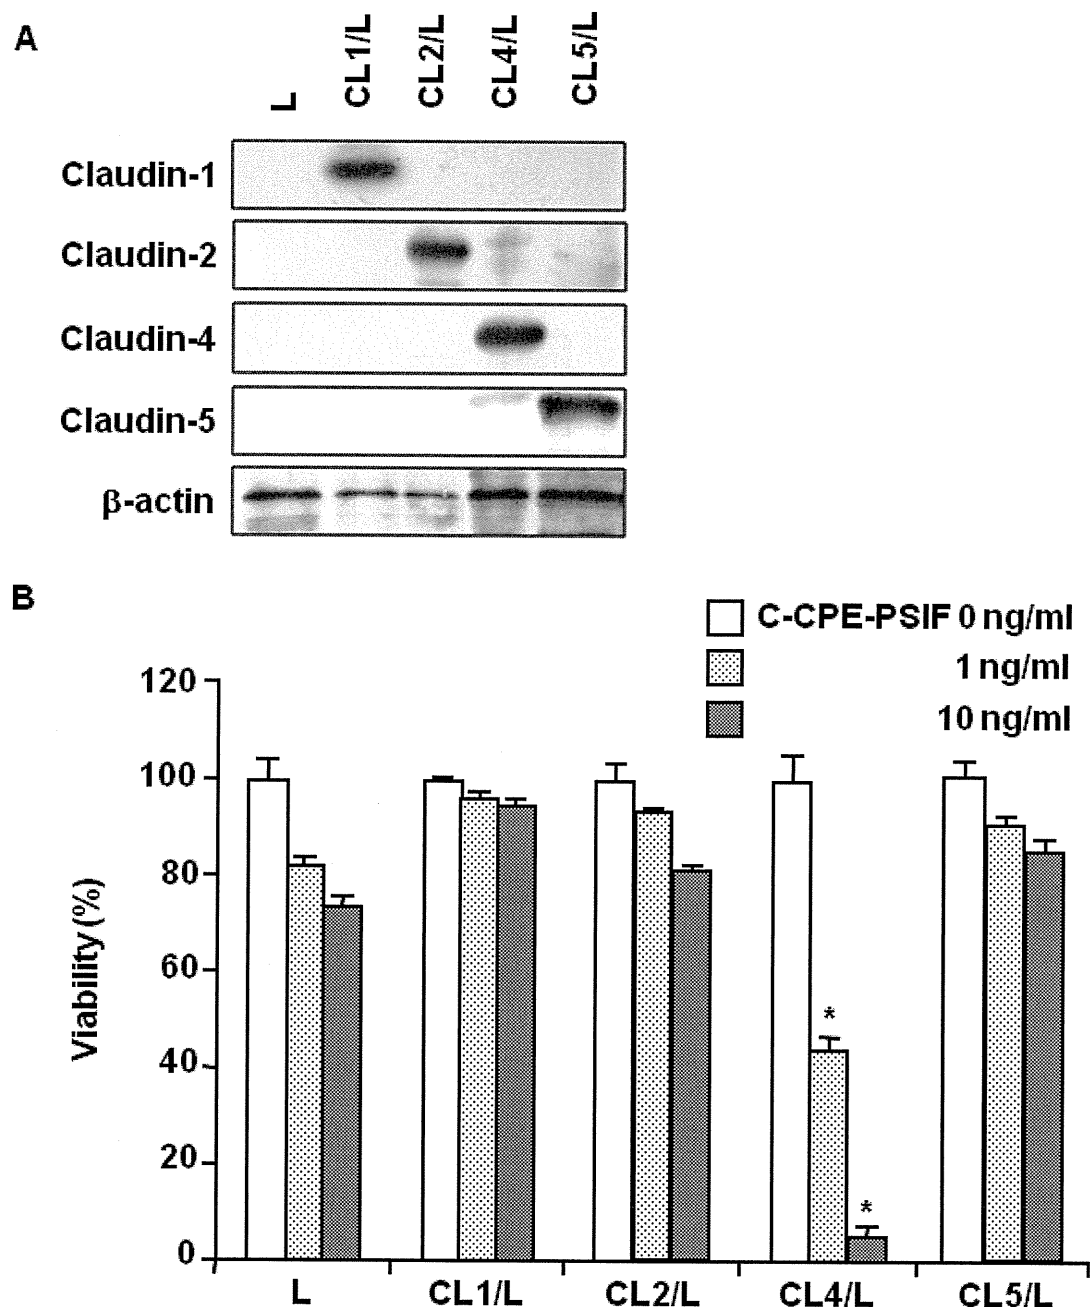 A
L CL1/L CL2/L CL4/L CL5/L
Claudin-1
Claudin-2
Claudin-4
Claudin-5
β-actin
B
C-CPE-PSIF 0 ng/ml
1 ng/ml
10 ng/ml
Viability (%)
120
100
80
60
40
20
0
*
*
L CL1/L CL2/L CL4/L CL5/L